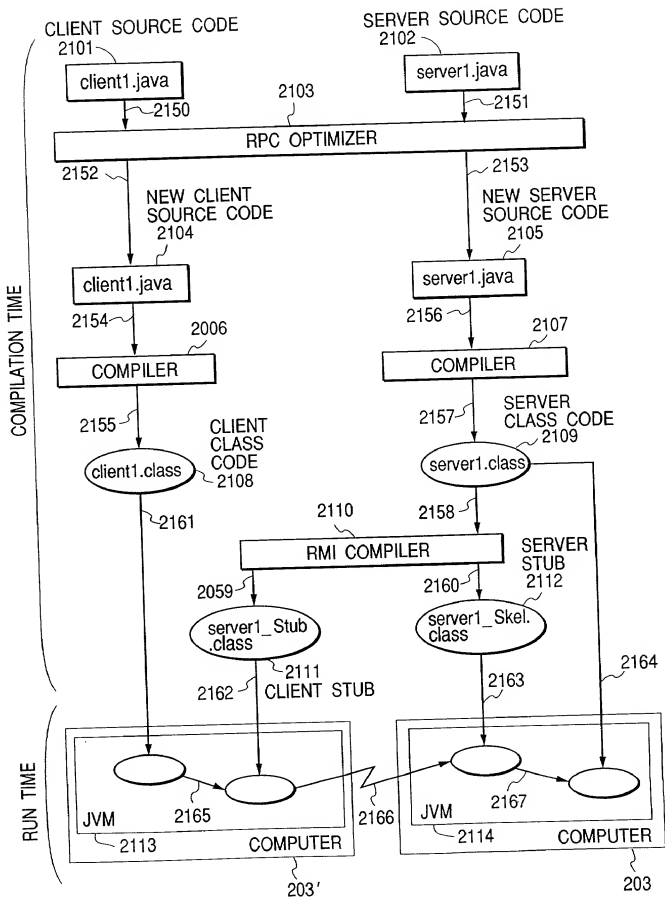 CLIENT SOURCE CODE
2101
client1.java
2150
SERVER SOURCE CODE
2102
server1.java
2151
2103
RPC OPTIMIZER
2152
2153
NEW CLIENT
SOURCE CODE
2104
client1.java
NEW SERVER
SOURCE CODE
2105
server1.java
2154
2156
2006
COMPILER
2107
COMPILER
2155
2157
CLIENT
CLASS
CODE
2108
client1.class
SERVER
CLASS CODE
2109
server1.class
2161
2158
2110
RMI COMPILER
2059
2160
SERVER
STUB
2112
server1_Stub
.class
2111
CLIENT STUB
server1_Skel.
class
2162
2163
2164
COMPILATION TIME
RUN TIME
2165
JVM
2113
COMPUTER
203'
2166
2167
JVM
2114
COMPUTER
203